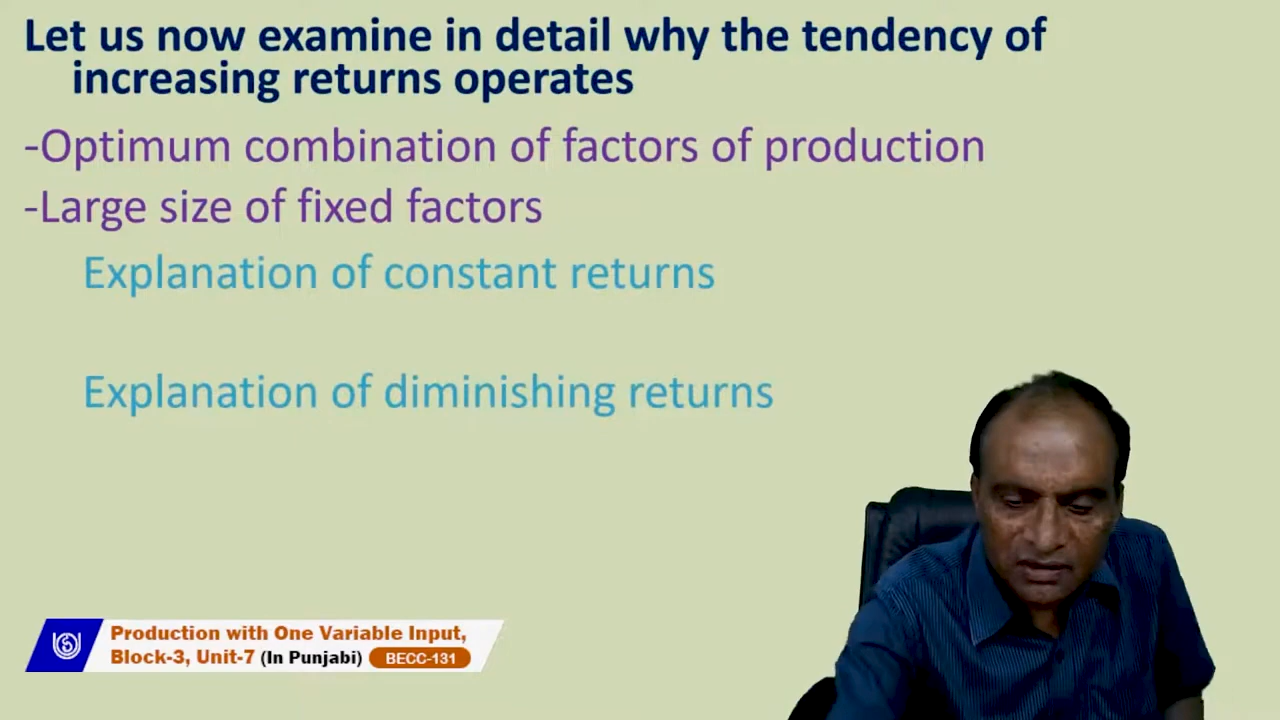 Let us now examine in detail why the tendency of
increasing returns operates
-Optimum combination of factors of production
-Large size of fixed factors
Explanation of constant returns
Explanation of diminishing returns
Production with One Variable Input,
Block-3, Unit-7 (In Punjabi) BECC-131